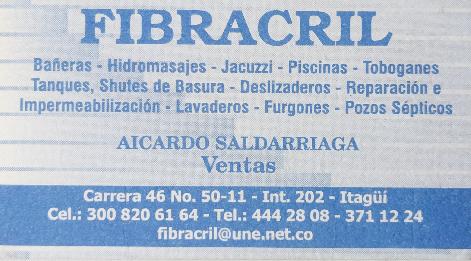 FIBRACRIL
Bañeras - Hidromasajes - Jacuzzi - Piscinas - Toboganes
Tanques, Shutes de Basura - Deslizaderos - Reparación e
Impermeabilización - Lavaderos - Furgones - Pozos Sépticos
AICARDO SALDARRIAGA
Ventas
Carrera 46 No. 50-11 - Int. 202 - Itagüí
Cel.: 300 820 61 64 - Tel.: 444 28 08 - 371 12 24
fibracril@une.net.co